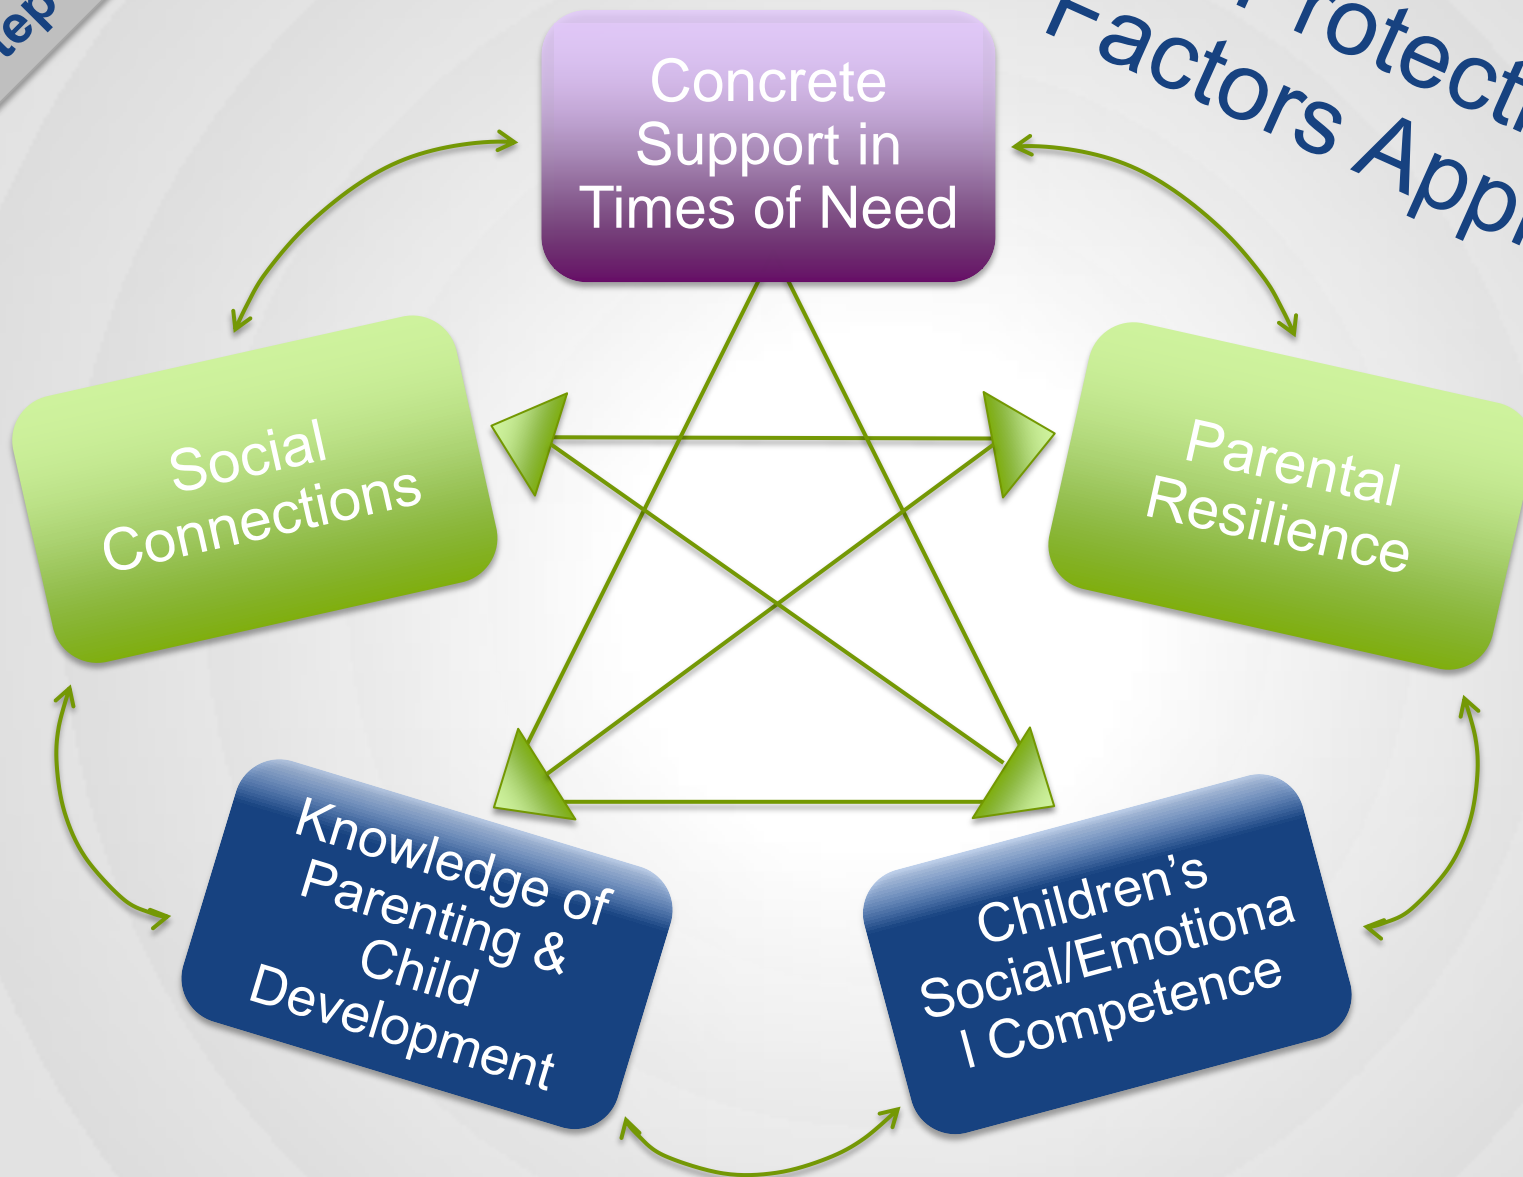 Concrete
Support in
Times of Need
Factors
Social
Connections
Parental
Resilience
Knowledge of
Parenting &
Child
Development
Children’s
Social/Emotiona
l Competence